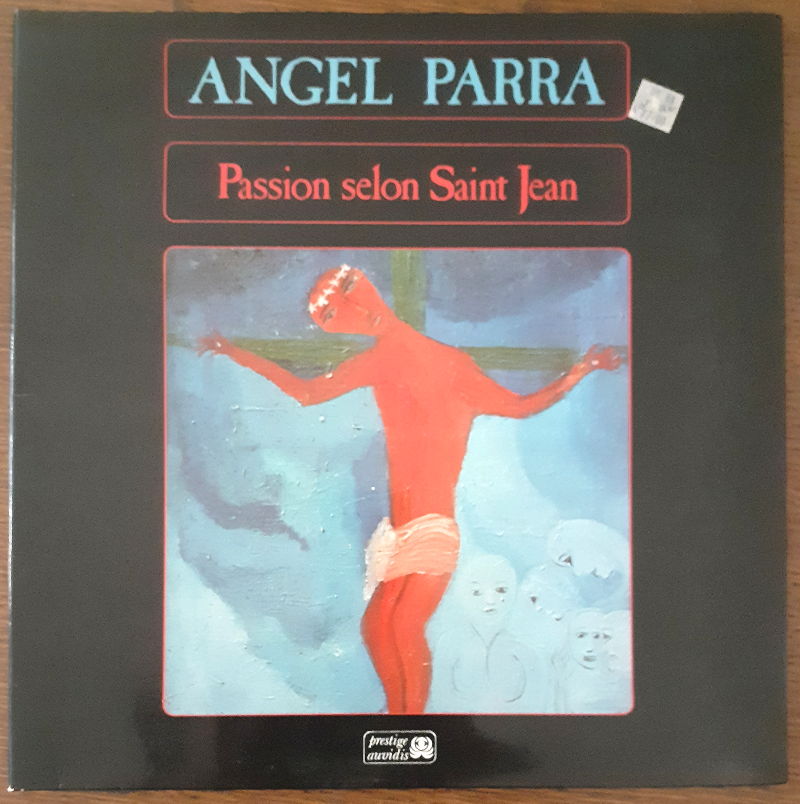 ANGEL PARRA
Passion selon Saint Jean
prestige
auvidis